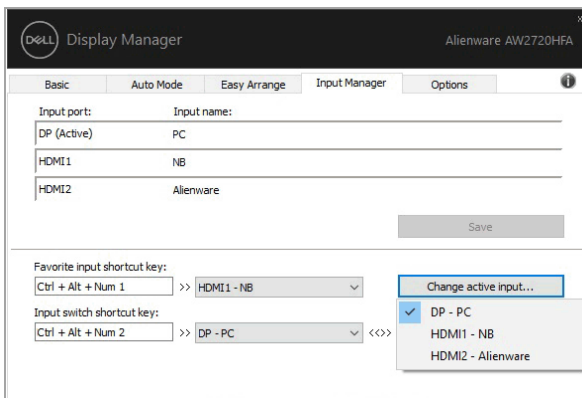 DELL Display Manager Alienware AW2720HFA
Basic Auto Mode Easy Arrange Input Manager Options
Input port: Input name:
DP (Active) PC
HDMI1 NB
HDMI2 Alienware
Save
Favorite input shortcut key:
Ctrl + Alt + Num 1 >> HDMI1 - NB Change active input...
Input switch shortcut key:
DP - PC
Ctrl + Alt + Num 2 >> DP - PC <<>>
HDMI1 - NB
HDMI2 - Alienware